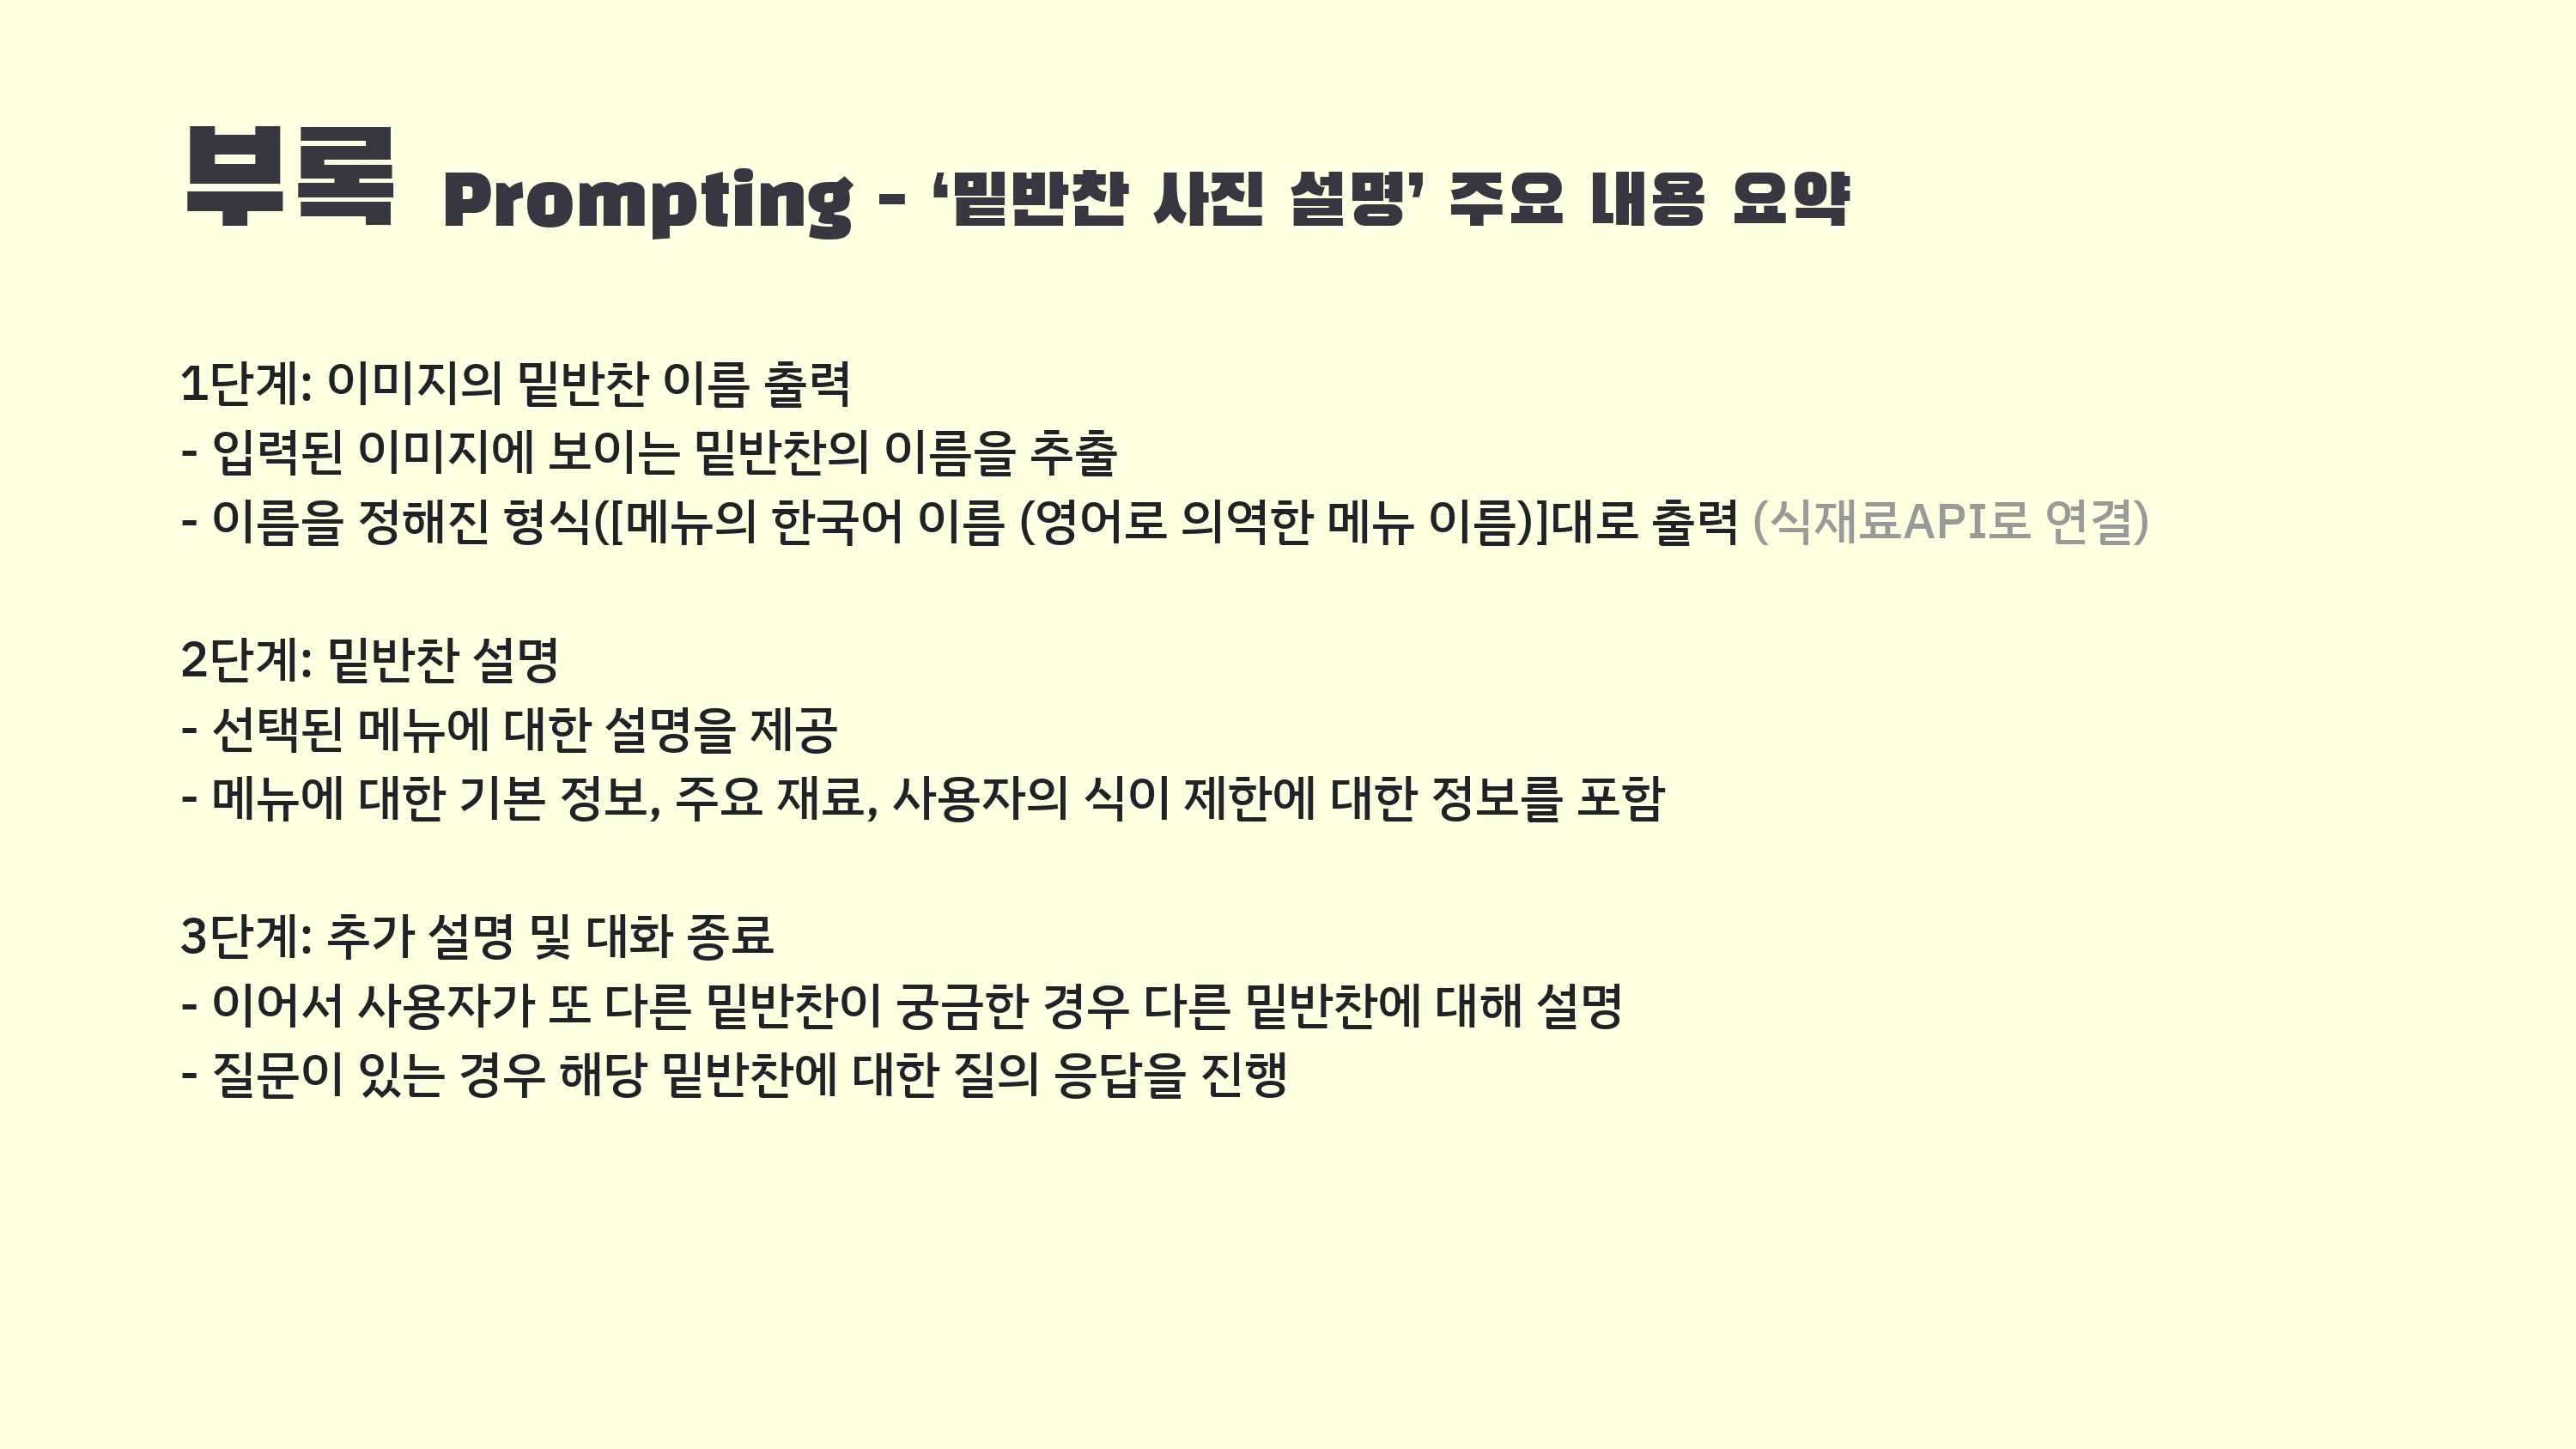 부록 Prompting - ‘밑반찬 사진 설명’ 주요 내용 요약
1단계: 이미지의 밑반찬 이름 출력
- 입력된 이미지에 보이는 밑반찬의 이름을 추출
- 이름을 정해진 형식([메뉴의 한국어 이름 (영어로 의역한 메뉴 이름)]대로 출력 (식재료API로 연결)
2단계: 밑반찬 설명
- 선택된 메뉴에 대한 설명을 제공
- 메뉴에 대한 기본 정보, 주요 재료, 사용자의 식이 제한에 대한 정보를 포함
3단계: 추가 설명 및 대화 종료
- 이어서 사용자가 또 다른 밑반찬이 궁금한 경우 다른 밑반찬에 대해 설명
- 질문이 있는 경우 해당 밑반찬에 대한 질의 응답을 진행